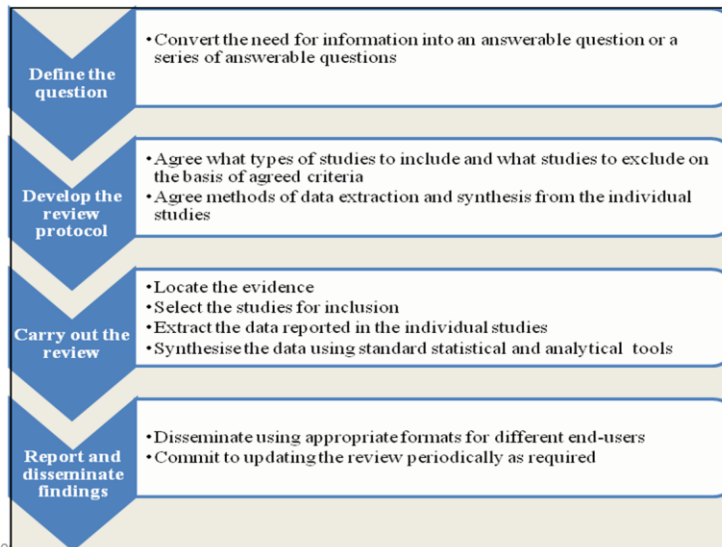 Define the
question
•Convert the need for information into an answerable question or a
series of answerable questions
Develop the
review
protocol
•Agree what types of studies to include and what studies to exclude on
the basis of agreed criteria
•Agree methods of data extraction and synthesis from the individual
studies
Carry out the
review
•Locate the evidence
•Select the studies for inclusion
•Extract the data reported in the individual studies
•Synthesise the data using standard statistical and analytical tools
Report and
disseminate
findings
•Disseminate using appropriate formats for different end-users
•Commit to updating the review periodically as required